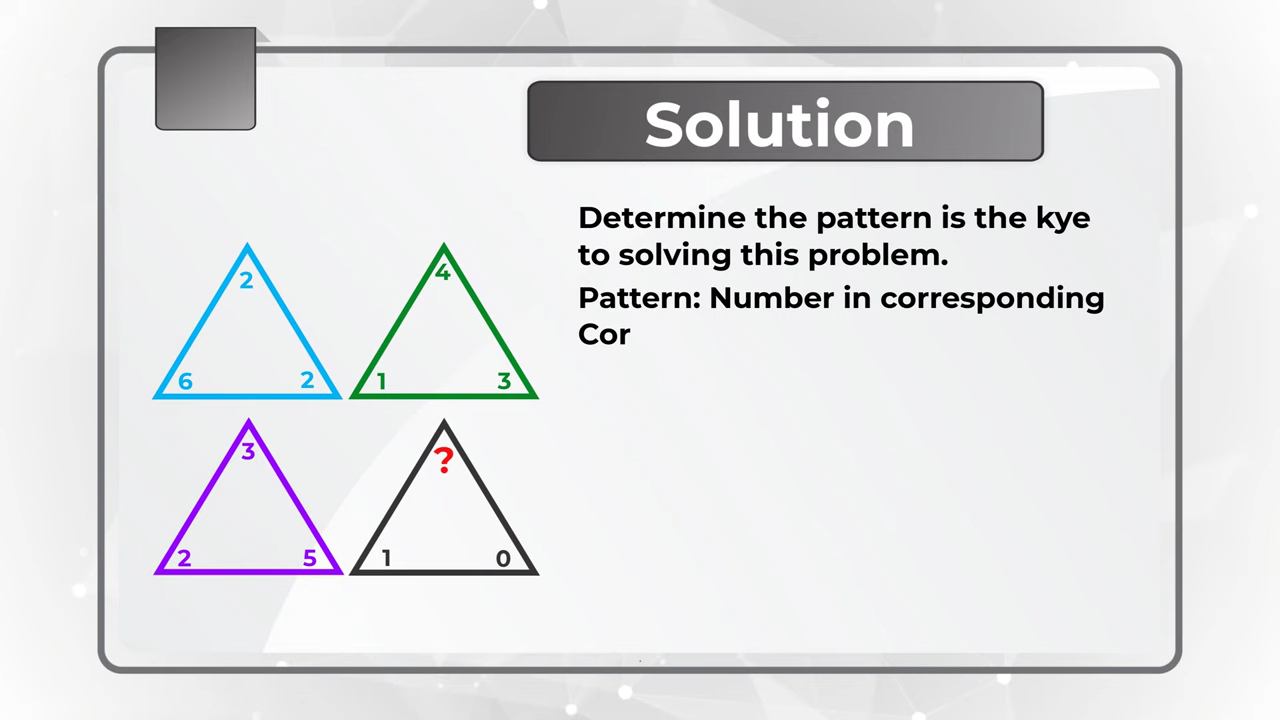 Solution
Determine the pattern is the kye
to solving this problem.
Pattern: Number in corresponding
Cor
2
6 2
4
1 3
3
2 5
?
1 0